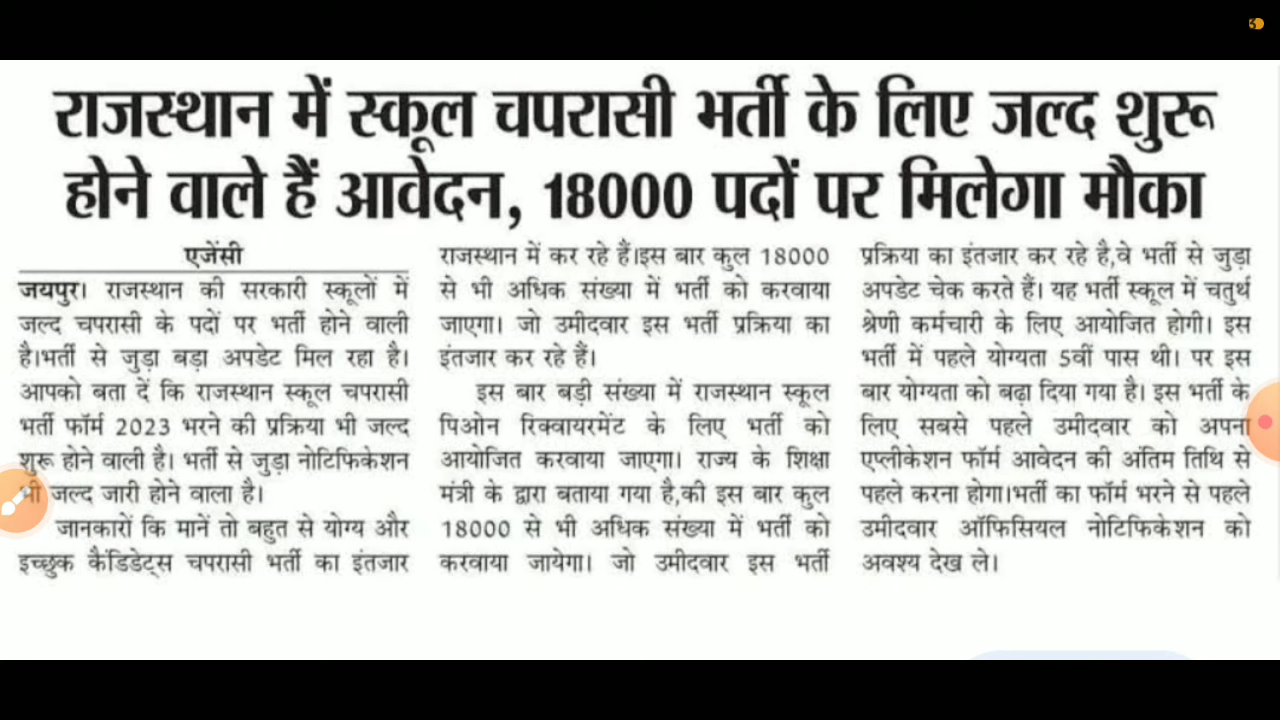 राजस्थान में स्कूल चपरासी भर्ती के लिए जल्द शुरू
होने वाले हैं आवेदन, 18000 पदों पर मिलेगा मौका
एजेंसी
जयपुर। राजस्थान की सरकारी स्कूलों में
जल्द चपरासी के पदों पर भर्ती होने वाली
है।भर्ती से जुड़ा बड़ा अपडेट मिल रहा है।
आपको बता दें कि राजस्थान स्कूल चपरासी
भर्ती फॉर्म 2023 भरने की प्रक्रिया भी जल्द
शुरू होने वाली है। भर्ती से जुड़ा नोटिफिकेशन
भी जल्द जारी होने वाला है।
जानकारों कि मानें तो बहुत से योग्य और
इच्छुक कैंडिडेट्स चपरासी भर्ती का इंतजार
राजस्थान में कर रहे हैं।इस बार कुल 18000
से भी अधिक संख्या में भर्ती को करवाया
जाएगा। जो उमीदवार इस भर्ती प्रक्रिया का
इंतजार कर रहे हैं।
इस बार बड़ी संख्या में राजस्थान स्कूल
पिओन रिक्वायरमेंट के लिए भर्ती को
आयोजित करवाया जाएगा। राज्य के शिक्षा
मंत्री के द्वारा बताया गया है,की इस बार कुल
18000 से भी अधिक संख्या में भर्ती को
करवाया जायेगा। जो उमीदवार इस भर्ती
प्रक्रिया का इंतजार कर रहे है,वे भर्ती से जुड़ा
अपडेट चेक करते हैं। यह भर्ती स्कूल में चतुर्थ
श्रेणी कर्मचारी के लिए आयोजित होगी। इस
भर्ती में पहले योग्यता 5वीं पास थी। पर इस
बार योग्यता को बढ़ा दिया गया है। इस भर्ती के
लिए सबसे पहले उमीदवार को अपना
एप्लीकेशन फॉर्म आवेदन की अंतिम तिथि से
पहले करना होगा।भर्ती का फॉर्म भरने से पहले
उमीदवार ऑफिसियल नोटिफिकेशन को
अवश्य देख ले।